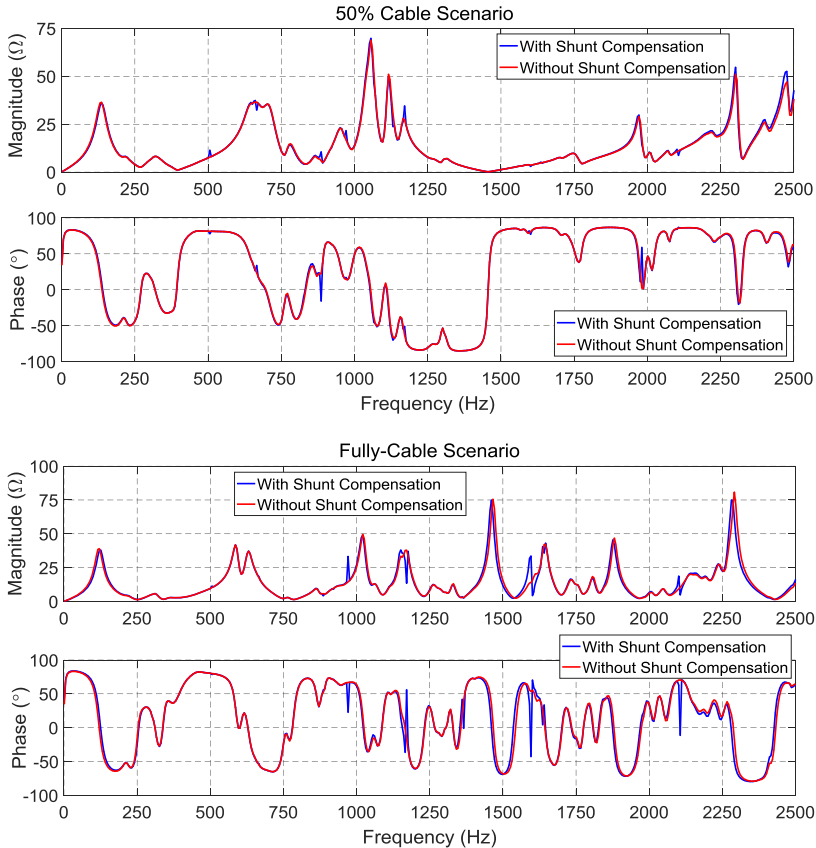 50% Cable Scenario
Magnitude (Ω)
75
50
25
0
With Shunt Compensation
Without Shunt Compensation
0 250 500 750 1000 1250 1500 1750 2000 2250 2500
Phase (°)
100
50
0
-50
-100
With Shunt Compensation
Without Shunt Compensation
0 250 500 750 1000 1250 1500 1750 2000 2250 2500
Frequency (Hz)
Fully-Cable Scenario
Magnitude (Ω)
100
75
50
25
0
With Shunt Compensation
Without Shunt Compensation
0 250 500 750 1000 1250 1500 1750 2000 2250 2500
Phase (°)
100
50
0
-50
-100
With Shunt Compensation
Without Shunt Compensation
0 250 500 750 1000 1250 1500 1750 2000 2250 2500
Frequency (Hz)